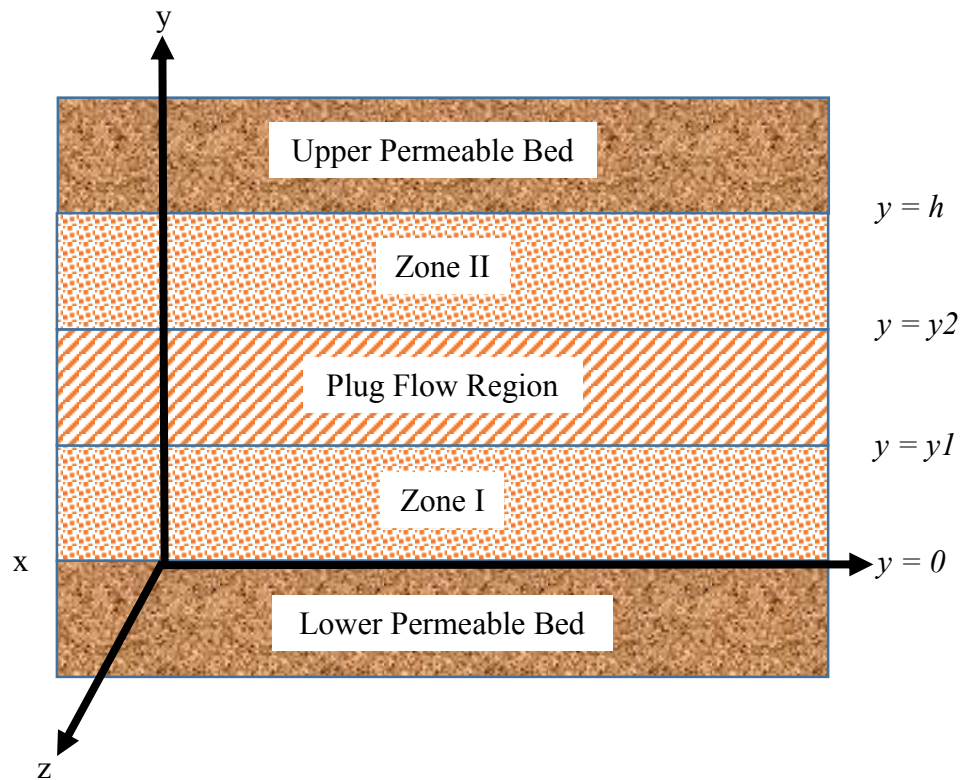 y
Upper Permeable Bed
y = h
Zone II
y = y2
Plug Flow Region
y = y1
Zone I
x
y = 0
Lower Permeable Bed
z